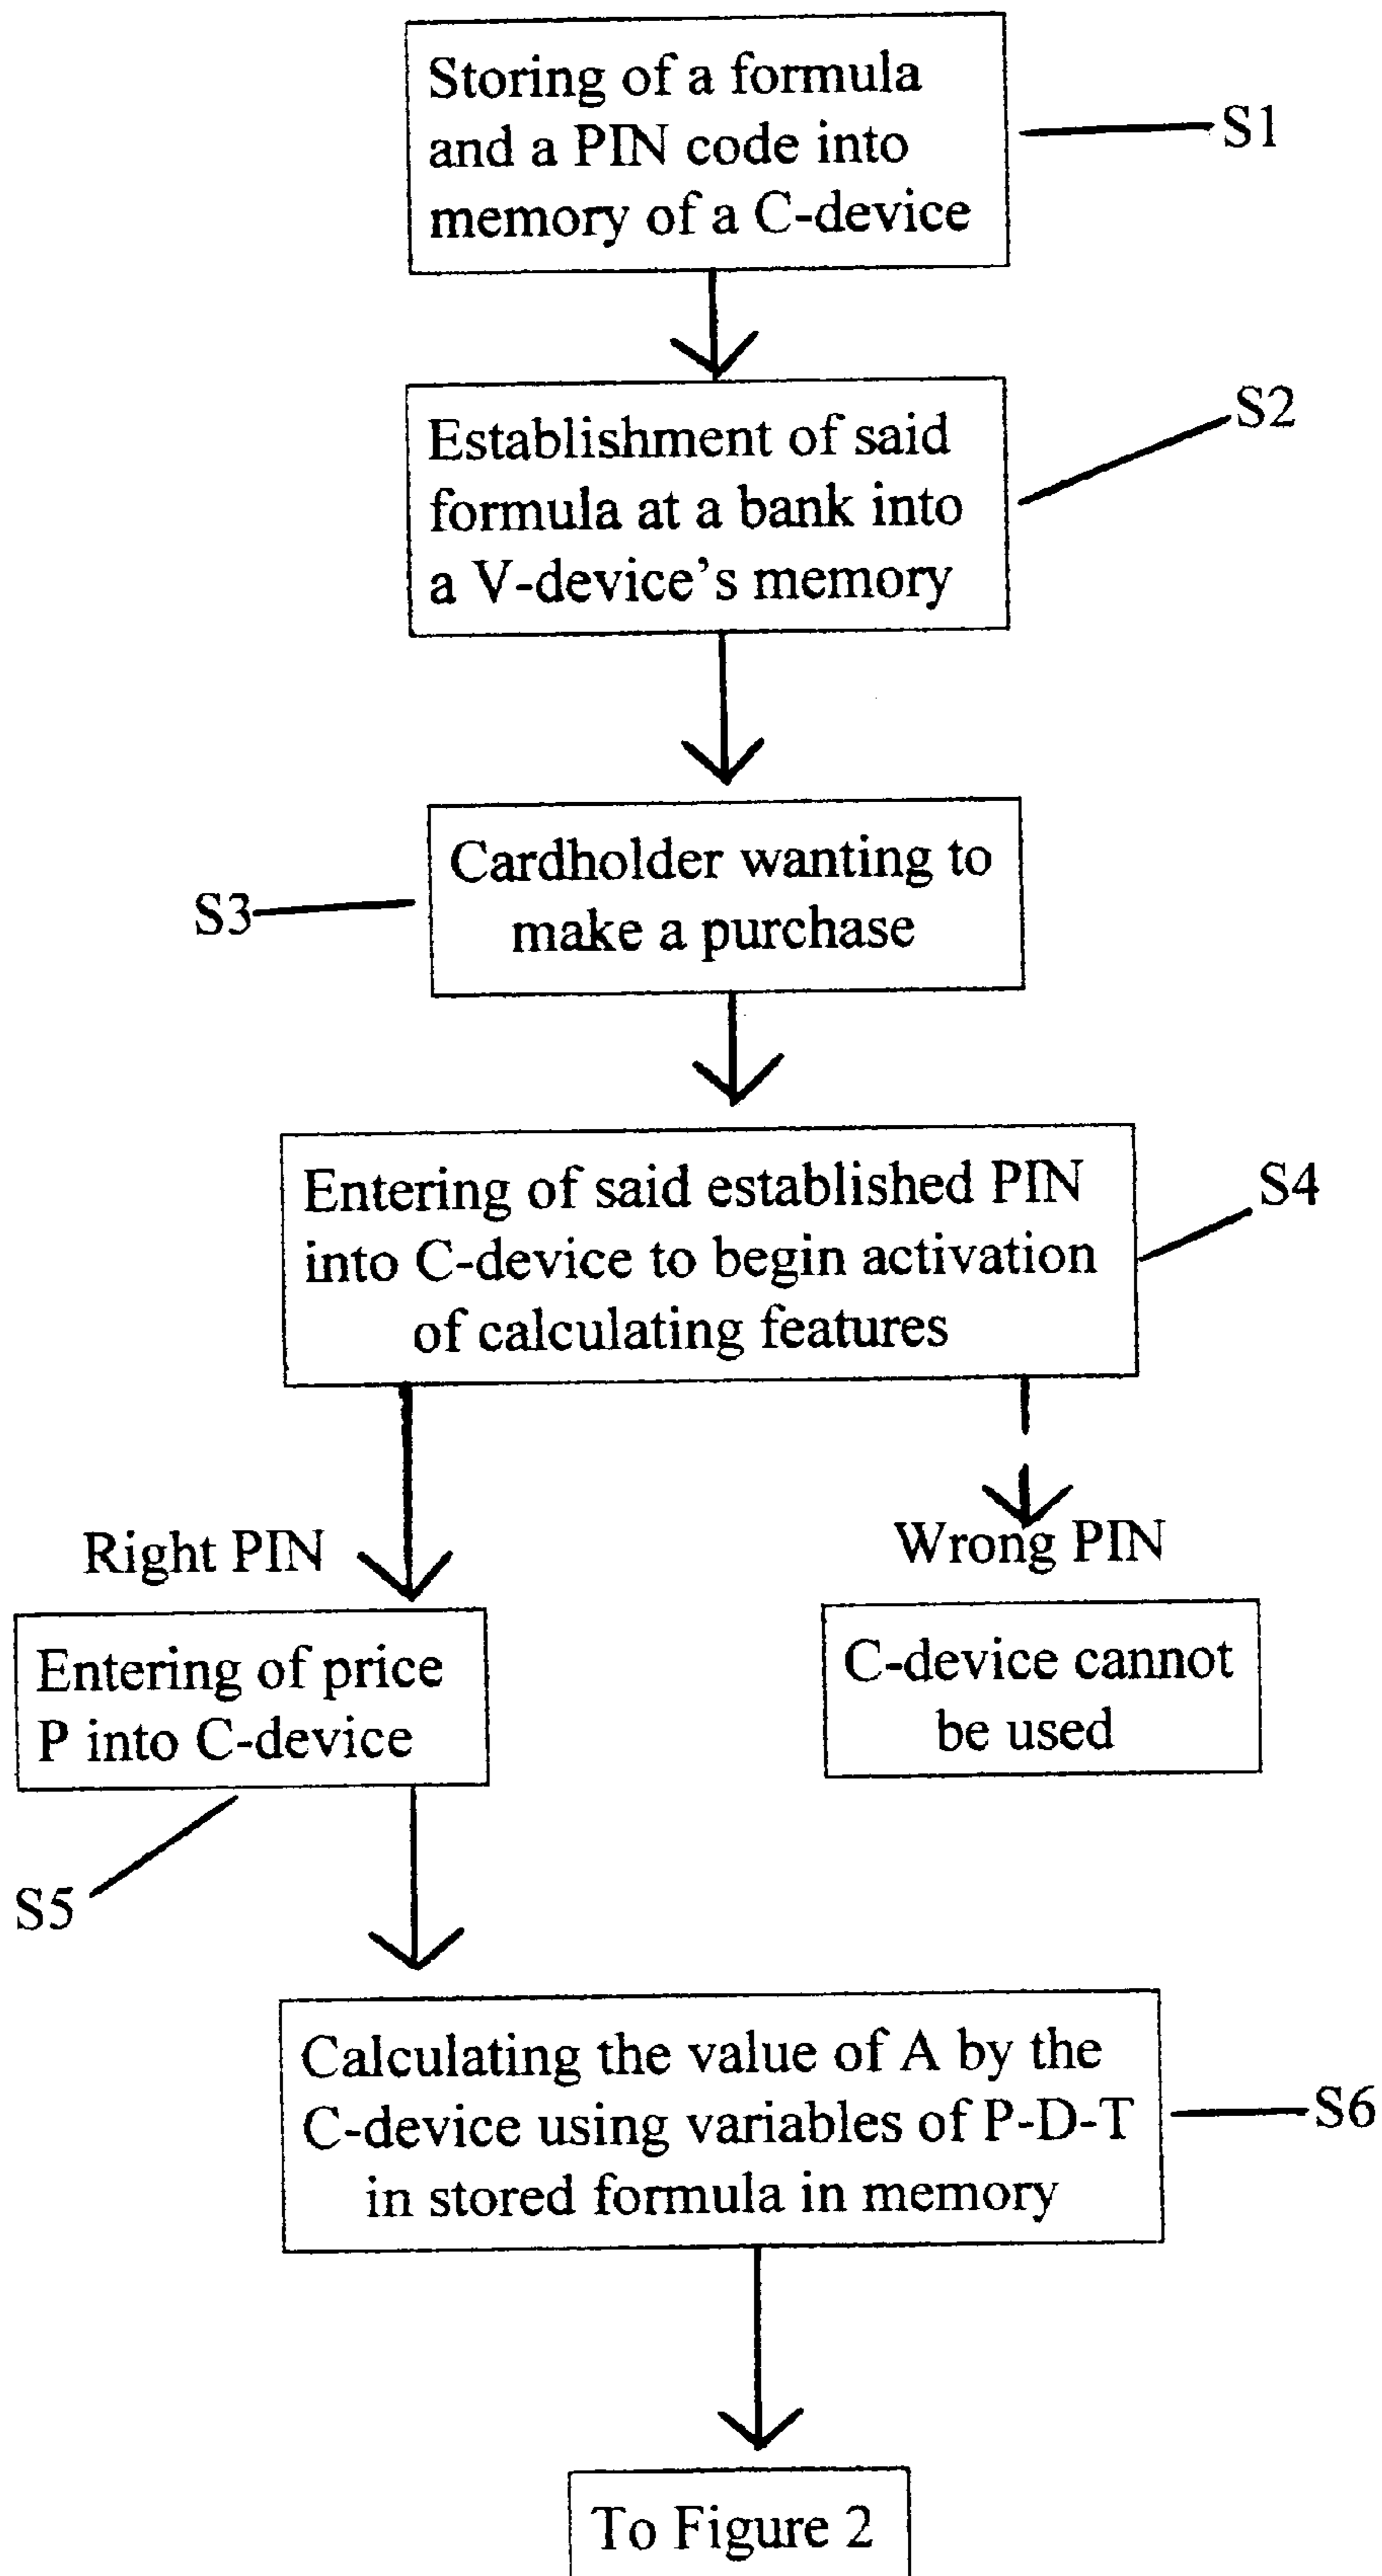 Storing of a formula
and a PIN code into
memory of a C-device
S1
Establishment of said
formula at a bank into
a V-device's memory
S2
Cardholder wanting to
make a purchase
S3
Entering of said established PIN
into C-device to begin activation
of calculating features
S4
Right PIN
Wrong PIN
Entering of price
P into C-device
C-device cannot
be used
S5
Calculating the value of A by the
C-device using variables of P-D-T
in stored formula in memory
S6
To Figure 2